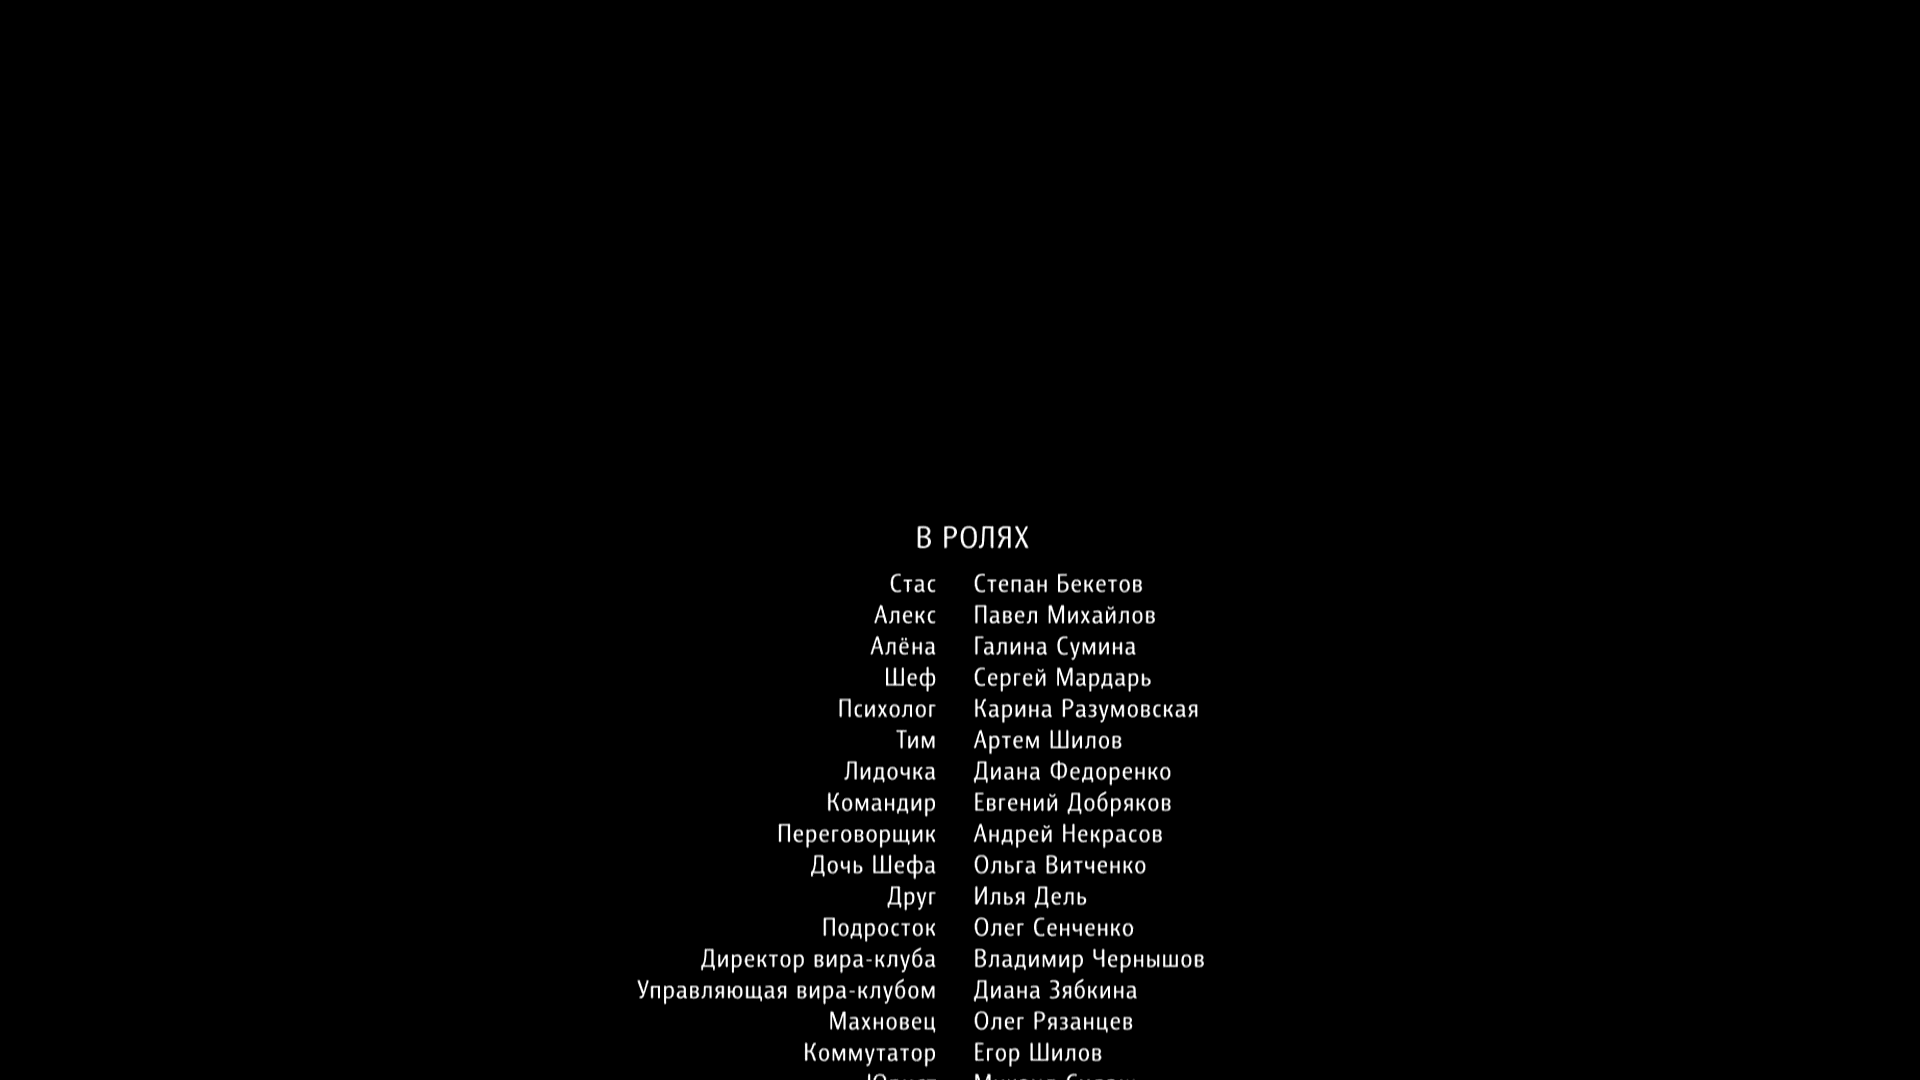 В РОЛЯХ
Стас Степан Бекетов
Алекс Павел Михайлов
Алёна Галина Сумина
Шеф Сергей Мардарь
Психолог Карина Разумовская
Тим Артем Шилов
Лидочка Диана Федоренко
Командир Евгений Добряков
Переговорщик Андрей Некрасов
Дочь Шефа Ольга Витченко
Друг Илья Дель
Подросток Олег Сенченко
Директор вира-клуба Владимир Чернышов
Управляющая вира-клубом Диана Зябкина
Махновец Олег Рязанцев
Коммутатор Егор Шилов